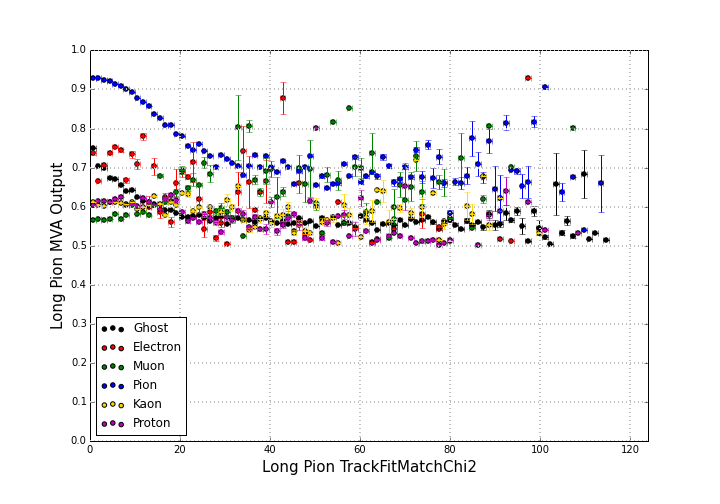 1.0
0.9
0.8
0.7
0.6
0.5
0.4
0.3
0.2
0.1
0.0
Long Pion MVA Output
Ghost
Electron
Muon
Pion
Kaon
Proton
0 20 40 60 80 100 120
Long Pion TrackFitMatchChi2